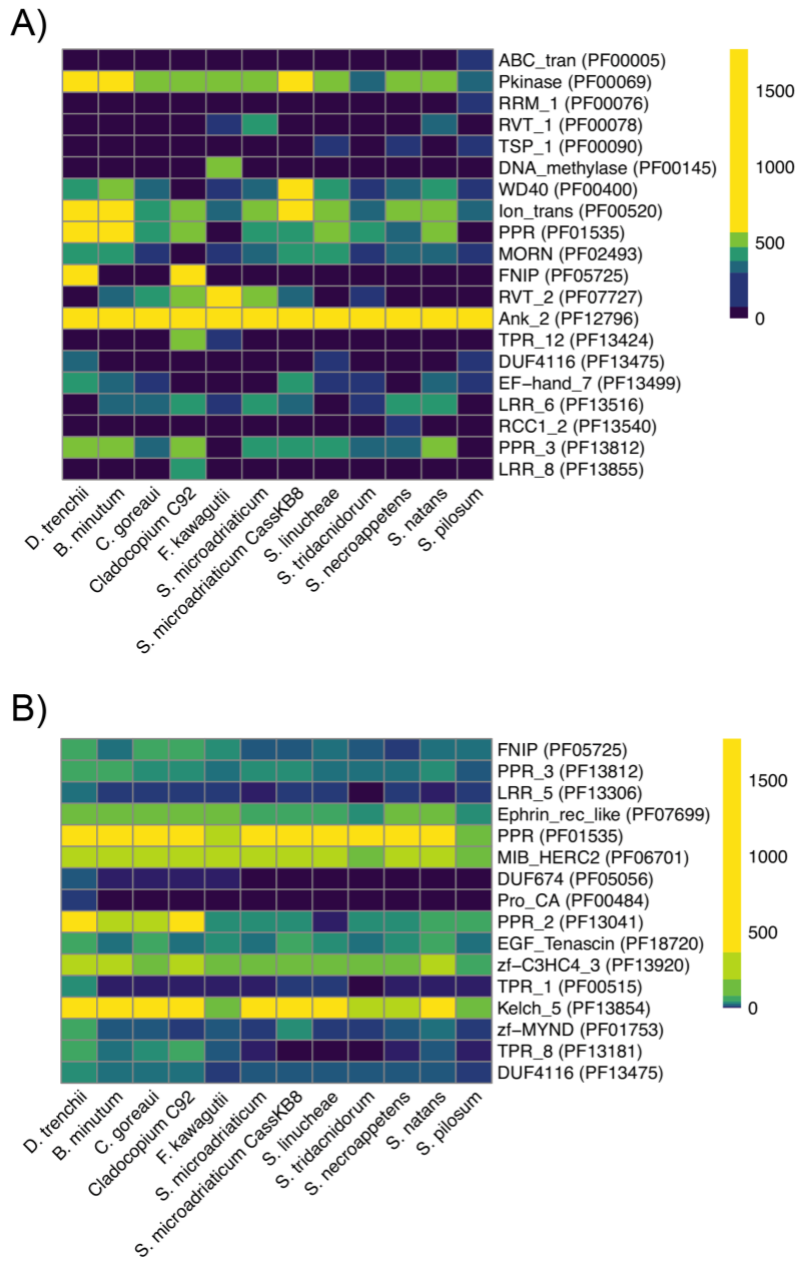 A)
ABC_tran (PF00005)
Pkinase (PF00069)
RRM_1 (PF00076)
RVT_1 (PF00078)
TSP_1 (PF00090)
DNA_methylase (PF00145)
WD40 (PF00400)
Ion_trans (PF00520)
PPR (PF01535)
MORN (PF02493)
FNIP (PF05725)
RVT_2 (PF07727)
Ank_2 (PF12796)
TPR_12 (PF13424)
DUF4116 (PF13475)
EF−hand_7 (PF13499)
LRR_6 (PF13516)
RCC1_2 (PF13540)
PPR_3 (PF13812)
LRR_8 (PF13855)
1500
1000
500
0
D. trenchii
B. minutum
C. goreaui
Cladocopium C92
F. kawagutii
S. microadriaticum
S. microadriaticum CassKB8
S. linucheae
S. tridacnidorum
S. necroappetens
S. natans
S. pilosum
B)
FNIP (PF05725)
PPR_3 (PF13812)
LRR_5 (PF13306)
Ephrin_rec_like (PF07699)
PPR (PF01535)
MIB_HERC2 (PF06701)
DUF674 (PF05056)
Pro_CA (PF00484)
PPR_2 (PF13041)
EGF_Tenascin (PF18720)
zf−C3HC4_3 (PF13920)
TPR_1 (PF00515)
Kelch_5 (PF13854)
zf−MYND (PF01753)
TPR_8 (PF13181)
DUF4116 (PF13475)
1500
1000
500
0
D. trenchii
B. minutum
C. goreaui
Cladocopium C92
F. kawagutii
S. microadriaticum
S. microadriaticum CassKB8
S. linucheae
S. tridacnidorum
S. necroappetens
S. natans
S. pilosum